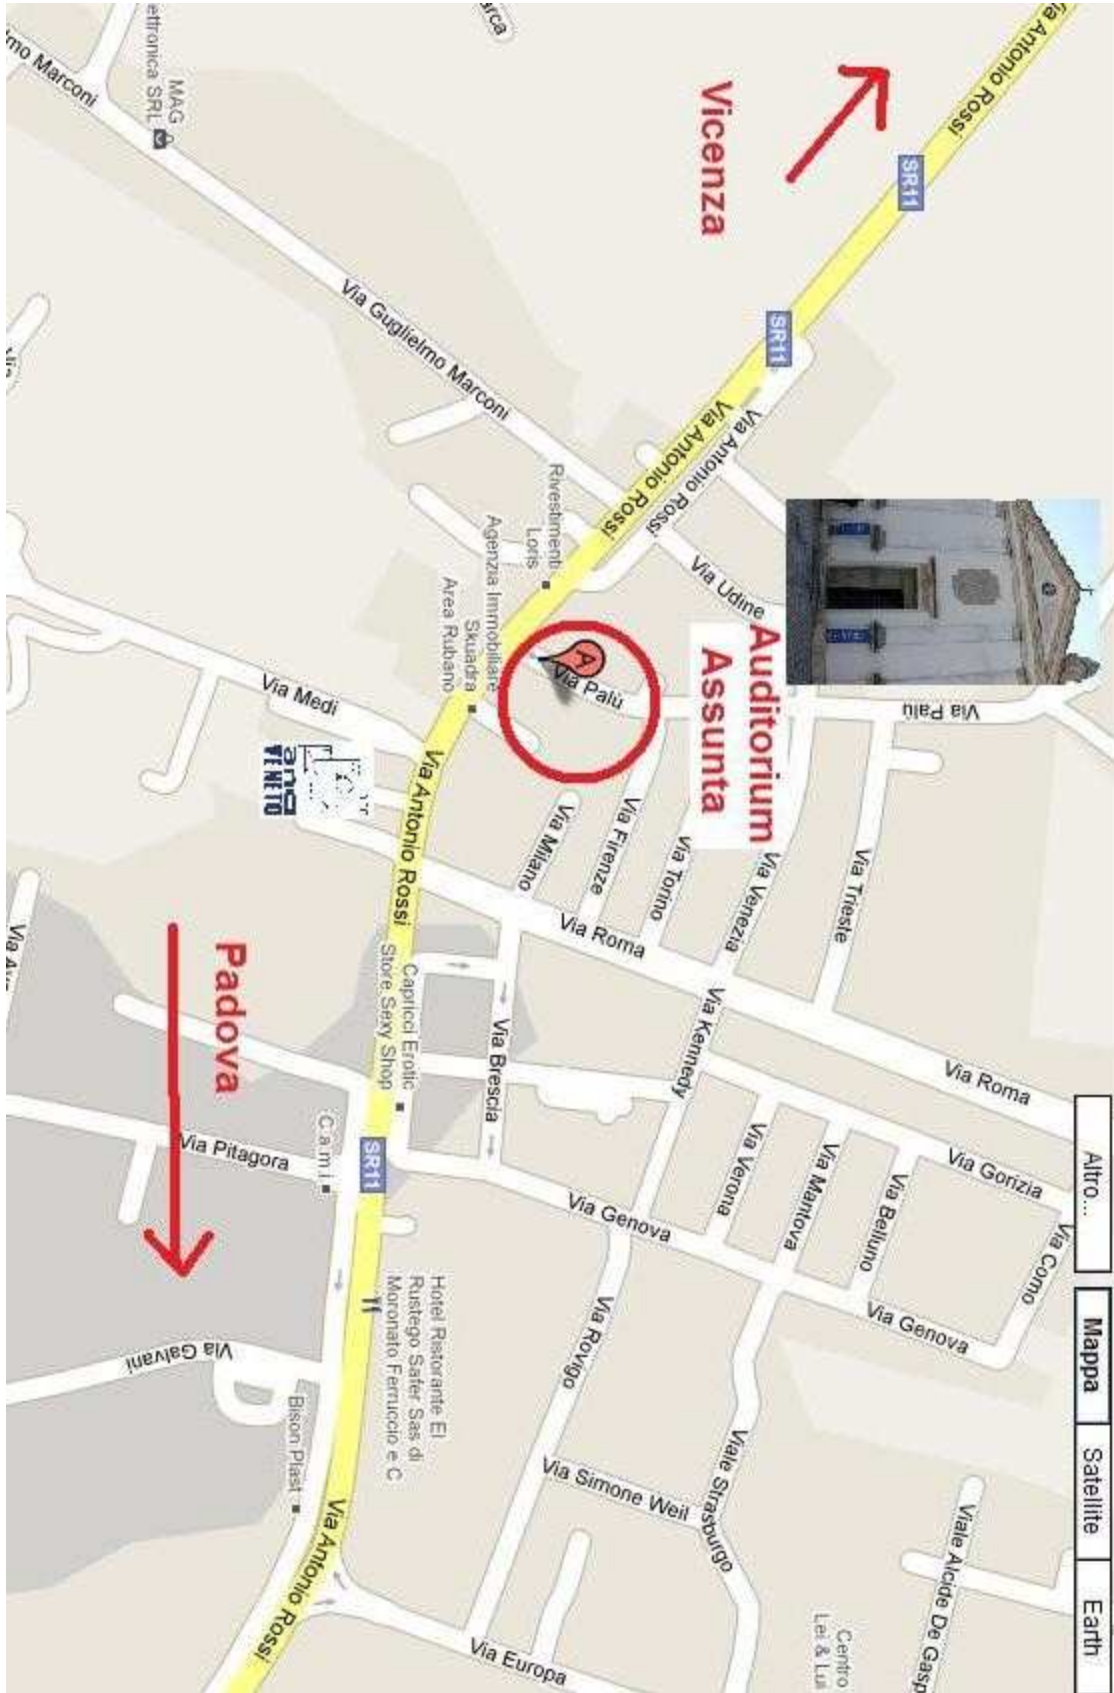 Altro...
Mappa
Satellite
Earth
Via Antonio Rossi
SR11
Vicenza
MAG
ettronica SRL
mo Marconi
arca
Via Guglielmo Marconi
SR11
Via Antonio Rossi
Via Antonio Rossi
Rivestimenti
Loris
Via Udine
Agenzia Immobiliare
Skuadra
Area Rubano
A
Via Palù
Auditorium
Assunta
Via Palù
Via Medi
VENETO
Via Antonio Rossi
Via Milano
Via Firenze
Via Torino
Via Venezia
Via Trieste
Via Roma
Via Roma
Via Kennedy
Via Brescia
Capricci Erotic
Store Sexy Shop
Padova
Via Pitagora
C.a.m.i
SR11
Via Genova
Via Verona
Via Mantova
Via Belluno
Via Gorizia
Via Como
Via Genova
Via Rovigo
Hotel Ristorante El
Rustego Safer Sas di
Moronato Ferruccio e C
Via Galvani
Bison Plast
Via Antonio Rossi
Via Simone Weil
Viale Strasburgo
Viale Alcide De Gasp
Centro
Lei & Lui
Via Europa